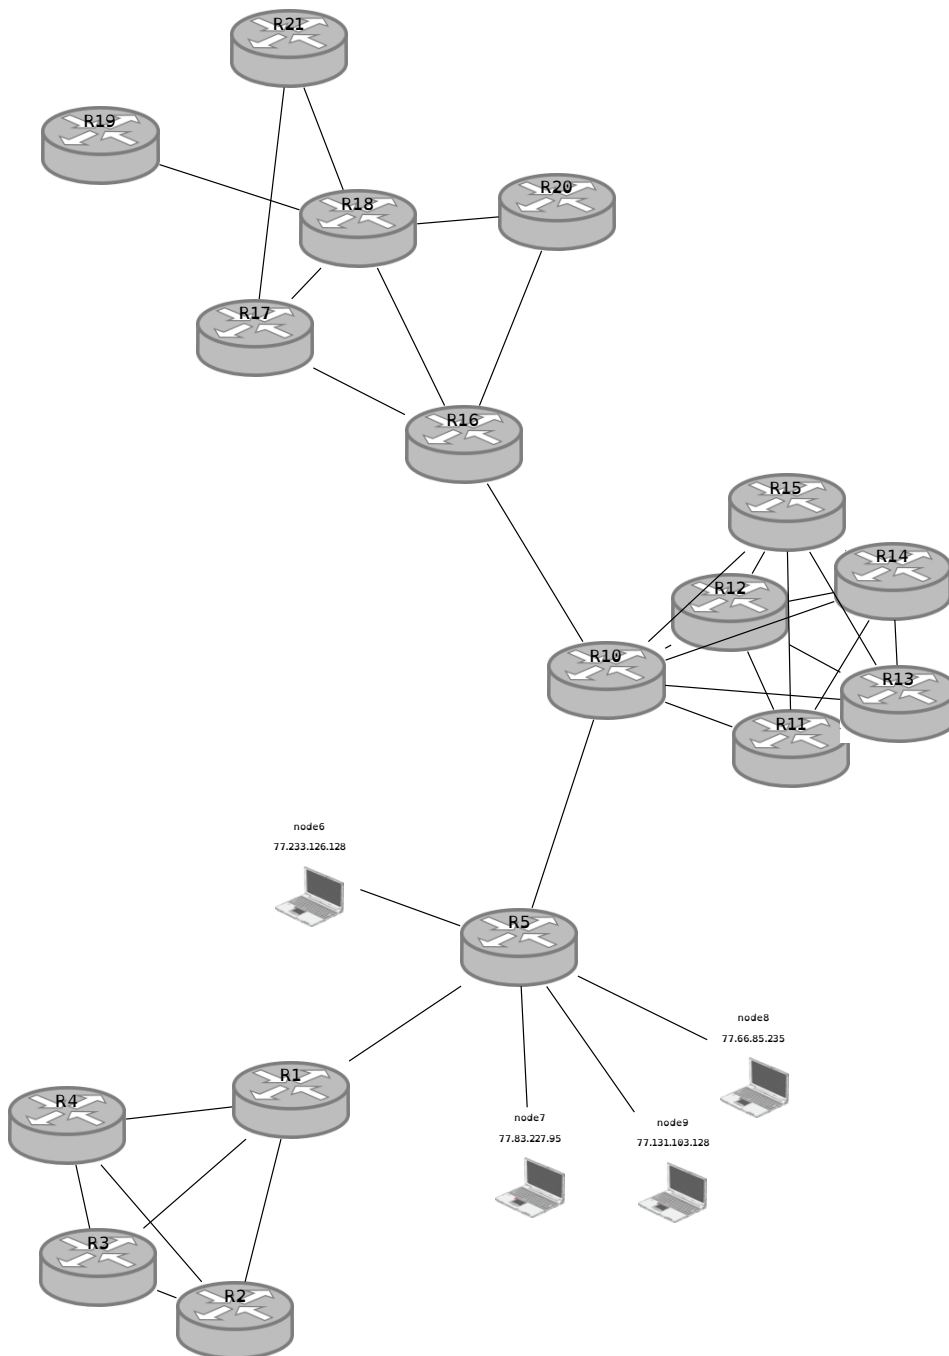 R21
R19
R20
R18
R17
R16
R15
R14
R12
R10
R13
R11
node6
77.233.126.128
R5
node8
77.66.85.235
R1
R4
node7
77.83.227.95
node9
77.131.103.128
R3
R2